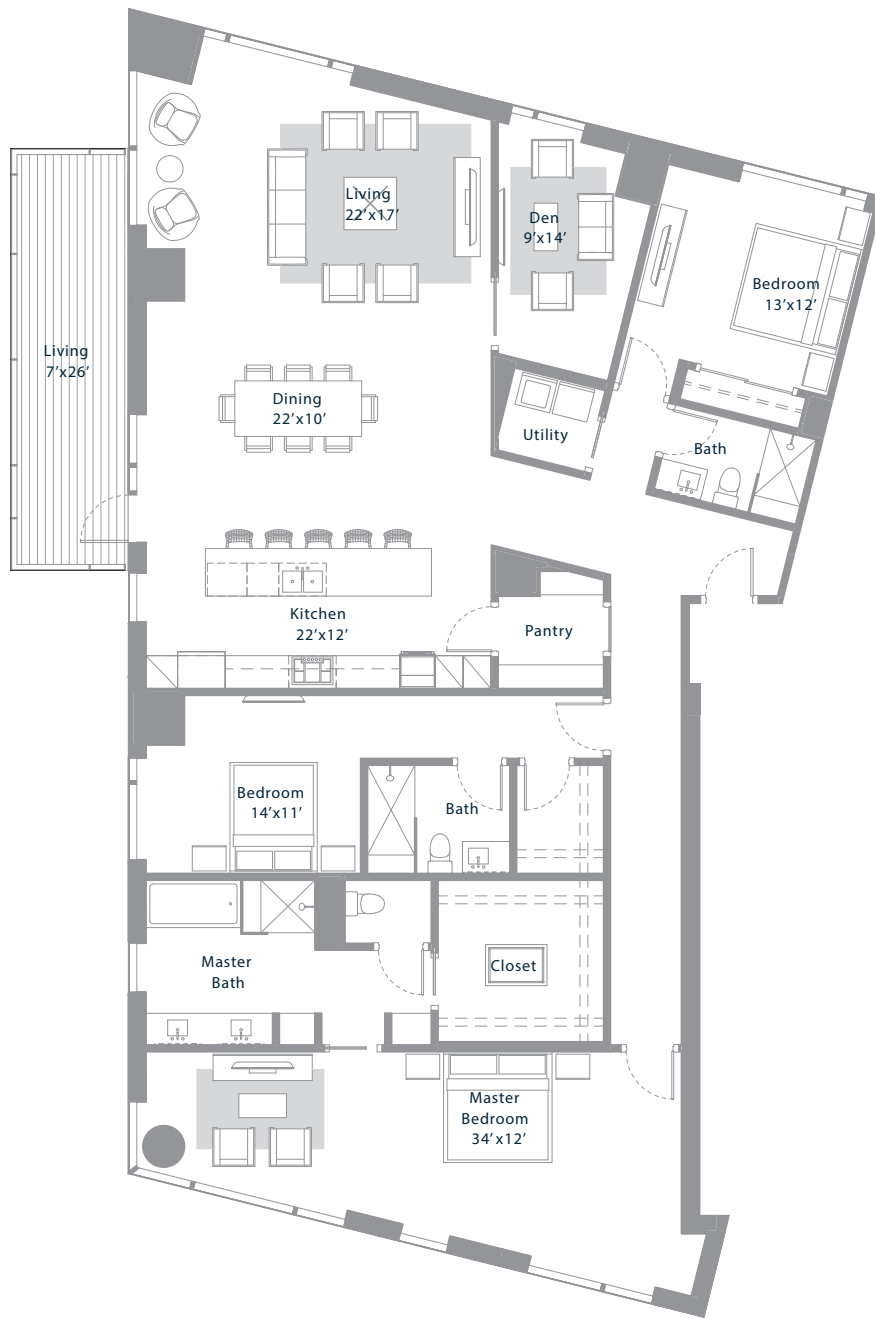 Living
22’x17’
Den
9’x14’
Bedroom
13’x12’
Living
7’x26’
Dining
22’x10’
Utility
Bath
Kitchen
22’x12’
Pantry
Bedroom
14’x11’
Bath
Master
Bath
Closet
Master
Bedroom
34’x12’